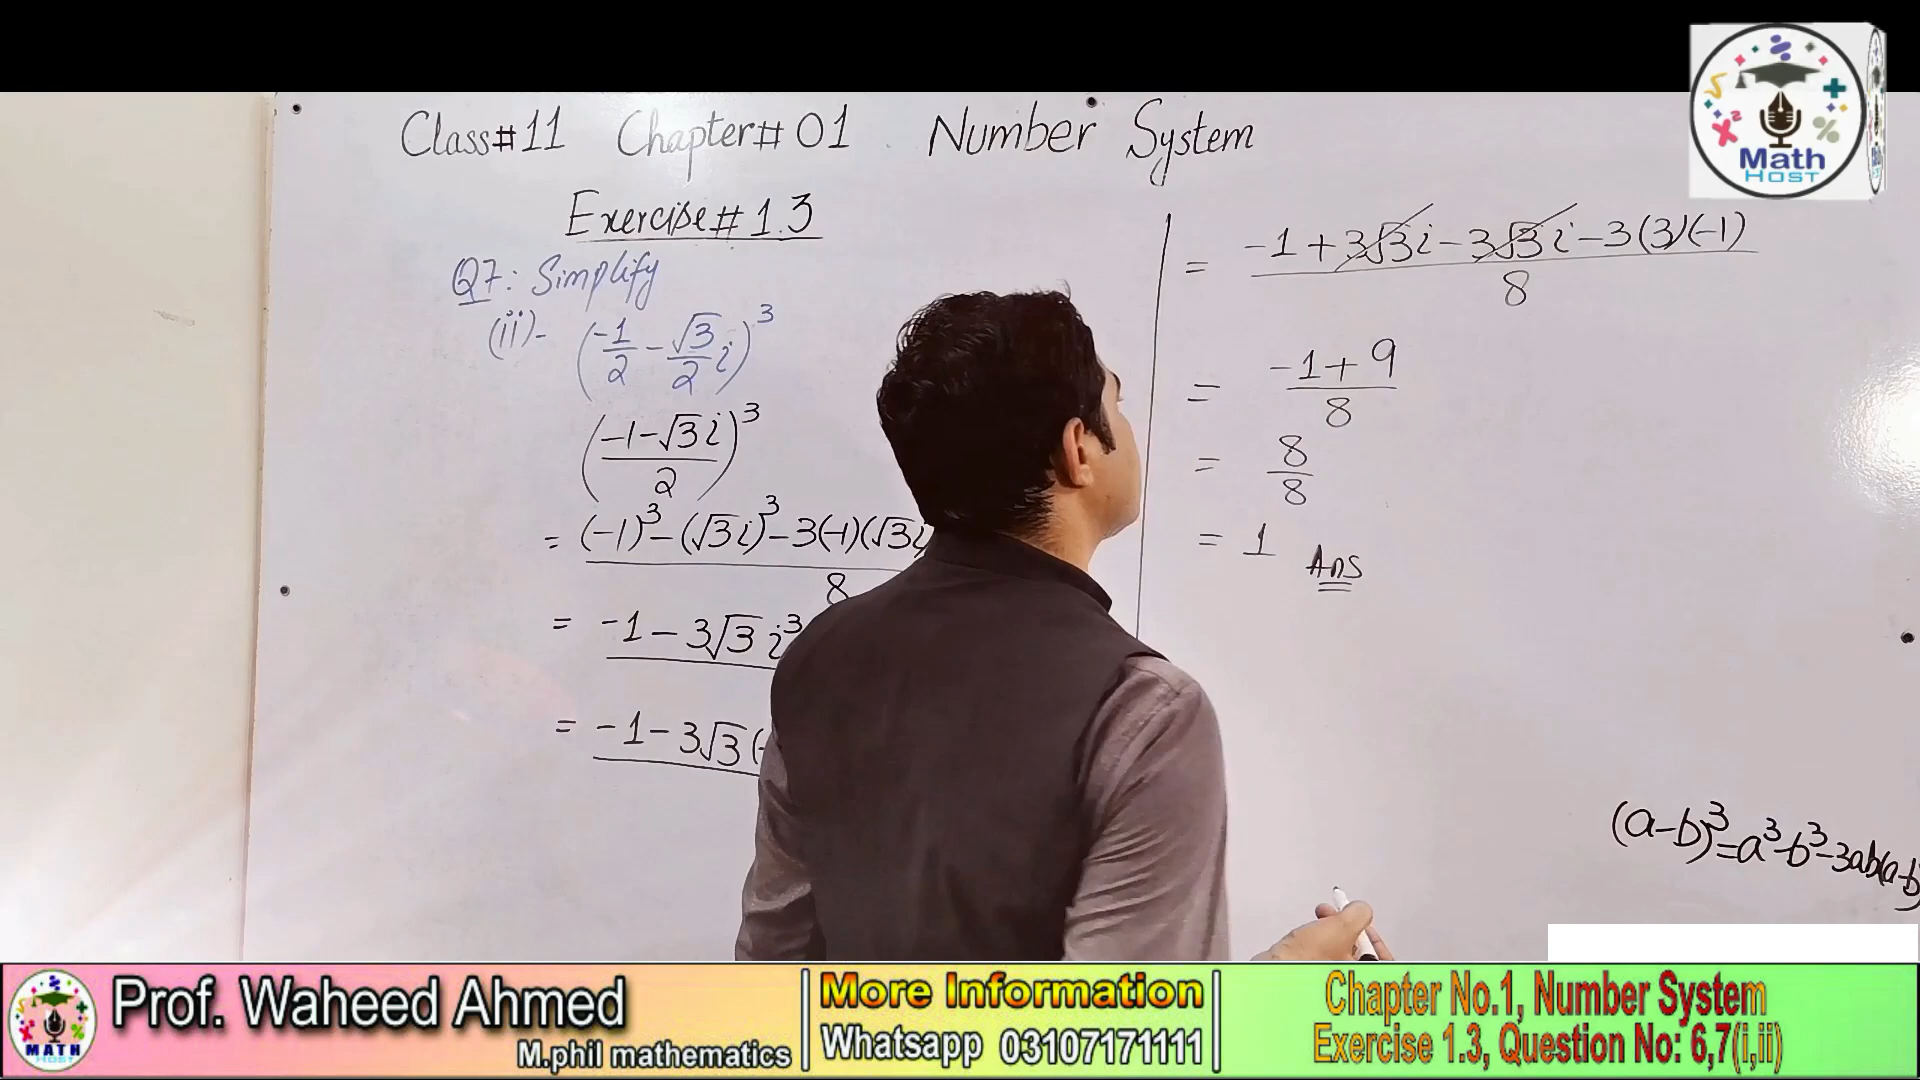 Class#11 Chapter#01 Number System
Exercise#1.3
Q7: Simplify
(ii)- (-1/2 - √3/2 i)³
((-1-√3i)/2)³
= (-1)³-(√3i)³-3(-1)(√3i
8
= -1-3√3i³
= -1-3√3(-
= (-1+3√3i-3√3i-3(3)(-1))/8
= (-1+9)/8
= 8/8
= 1 Ans
(a-b)³=a³-b³-3ab(a-b)
Math
HOST
MATH
HOST
Prof. Waheed Ahmed
M.phil mathematics
More Information
Whatsapp 03107171111
Chapter No.1, Number System
Exercise 1.3, Question No: 6,7(i,ii)